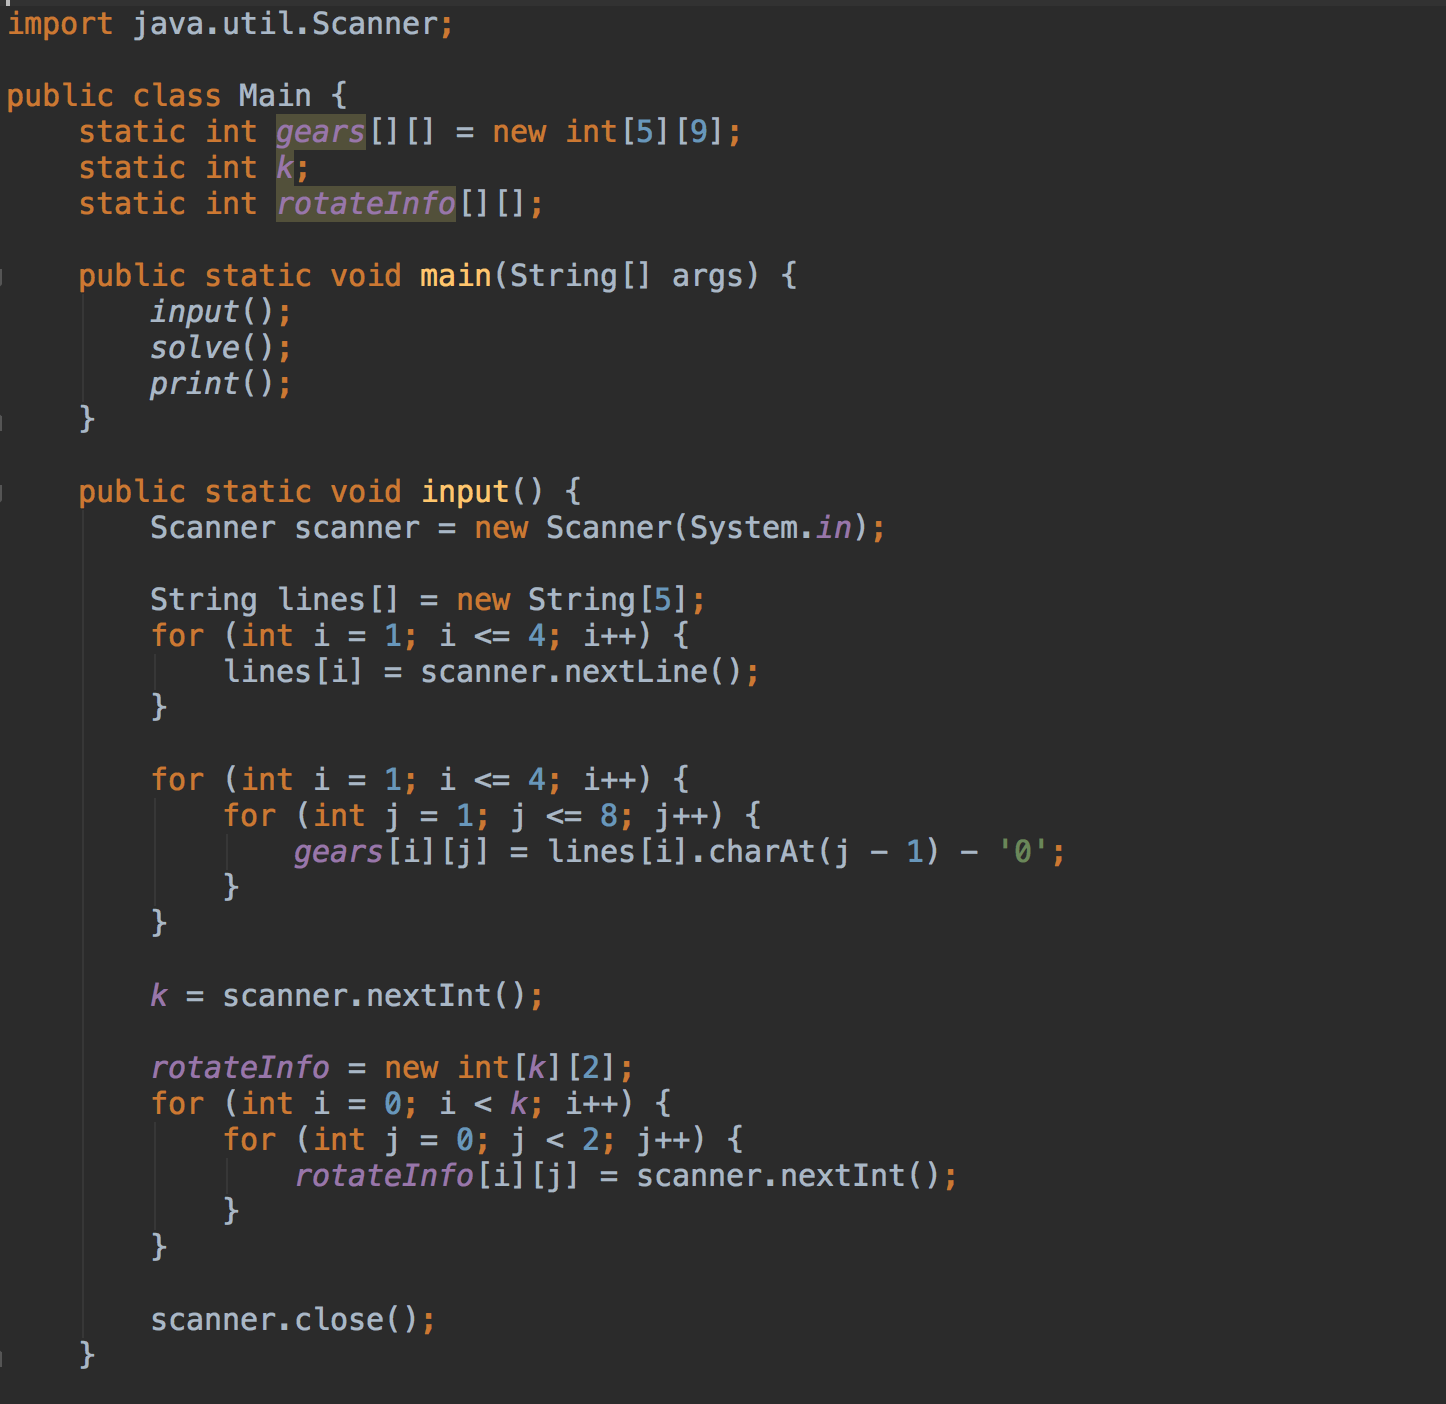 import java.util.Scanner;
public class Main {
static int gears[][] = new int[5][9];
static int k;
static int rotateInfo[][];
public static void main(String[] args) {
input();
solve();
print();
}
public static void input() {
Scanner scanner = new Scanner(System.in);
String lines[] = new String[5];
for (int i = 1; i <= 4; i++) {
lines[i] = scanner.nextLine();
}
for (int i = 1; i <= 4; i++) {
for (int j = 1; j <= 8; j++) {
gears[i][j] = lines[i].charAt(j - 1) - '0';
}
}
k = scanner.nextInt();
rotateInfo = new int[k][2];
for (int i = 0; i < k; i++) {
for (int j = 0; j < 2; j++) {
rotateInfo[i][j] = scanner.nextInt();
}
}
scanner.close();
}